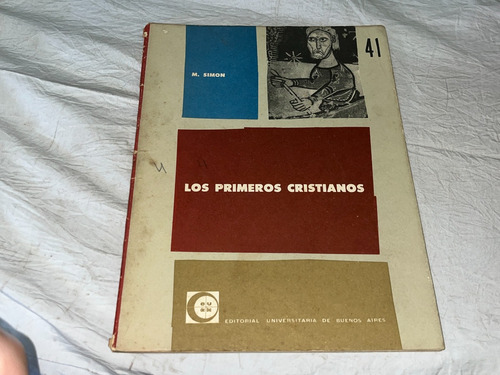 41
M. SIMON
LOS PRIMEROS CRISTIANOS
EDITORIAL UNIVERSITARIA DE BUENOS AIRES